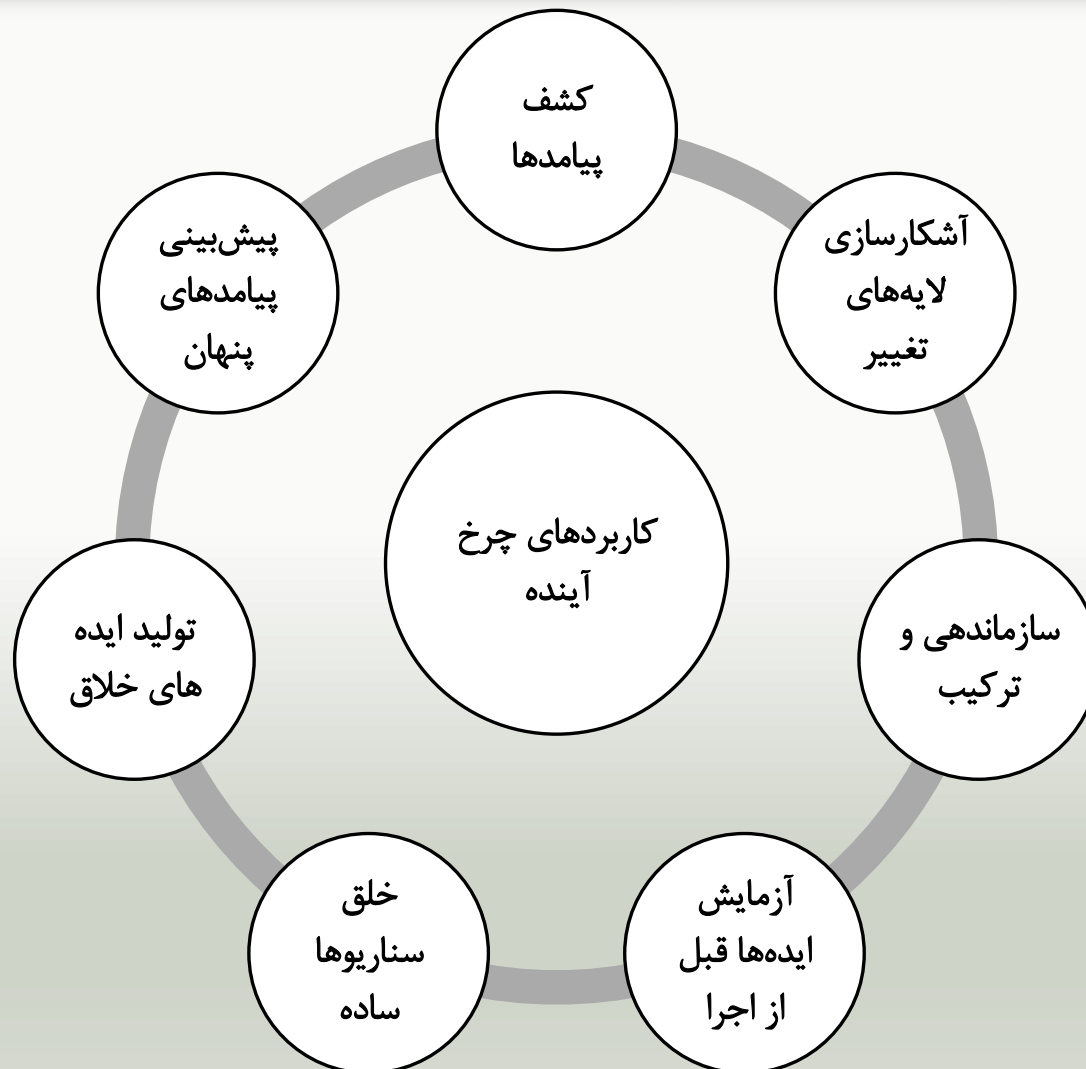 کشف
پیامدها
آشکارسازی
لایه‌های
تغییر
سازماندهی و
ترکیب
آزمایش
ایده‌ها قبل
از اجرا
خلق
سناریوها
ساده
تولید ایده
های خلاق
پیش‌بینی
پیامدهای
پنهان
کاربردهای چرخ
آینده